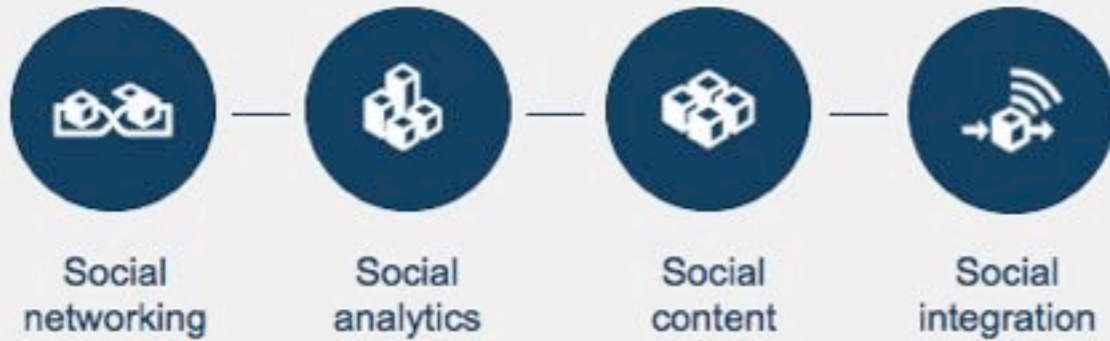 Social networking
Social analytics
Social content
Social integration